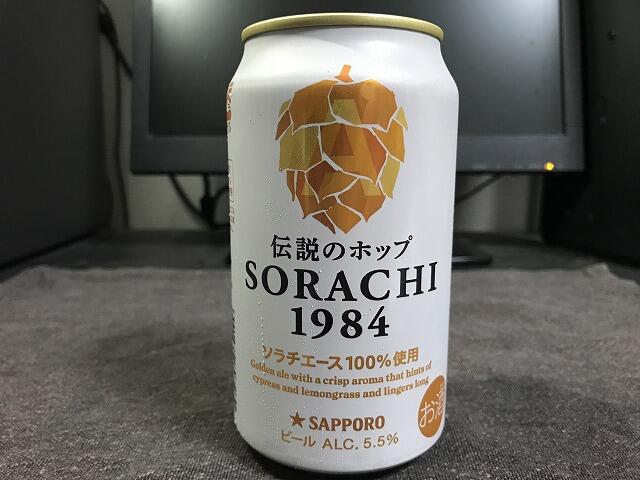 伝説のホップ
SORACHI
1984
ソラチエース100%使用
Golden ale with a crisp aroma that hints of
cypress and lemongrass and lingers long
お酒
★ SAPPORO
ビール ALC. 5.5%